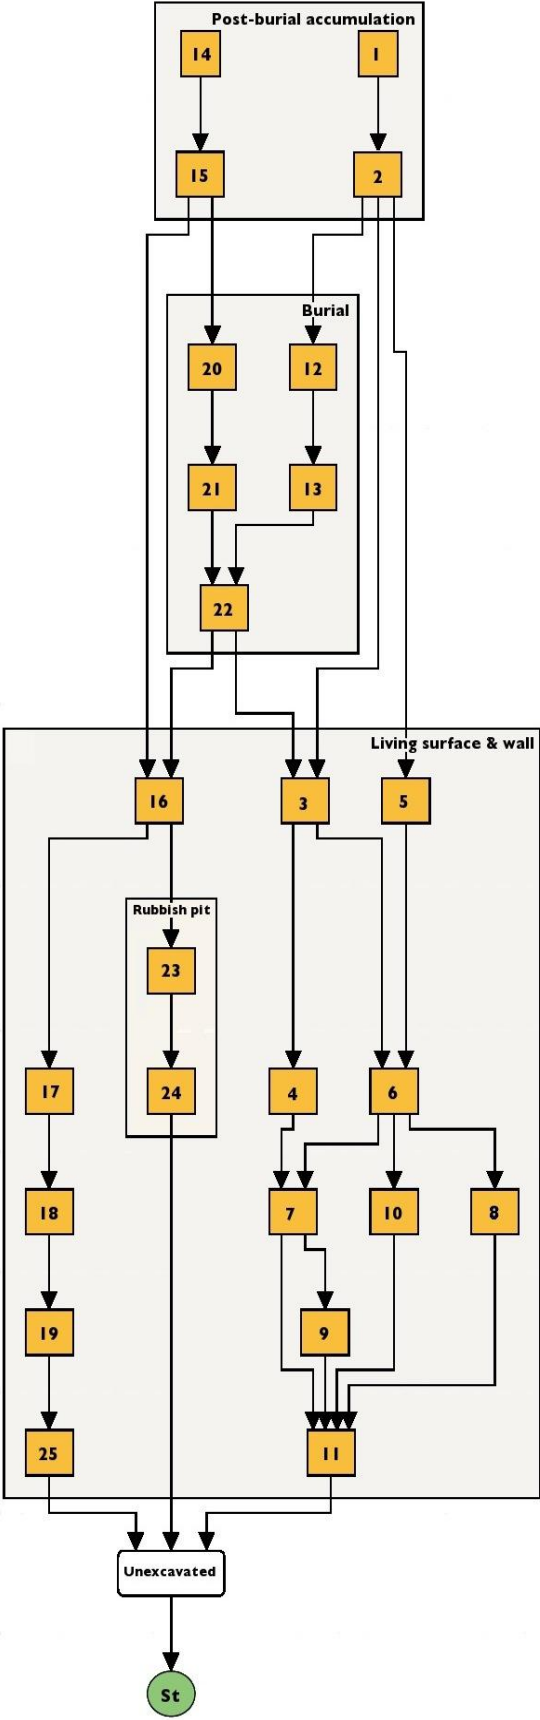 Post-burial accumulation
14 1
15 2
Burial
20 12
21 13
22
Living surface & wall
16 3 5
Rubbish pit
23
17 24 4 6
18 7 10 8
19 9
25 11
Unexcavated
St